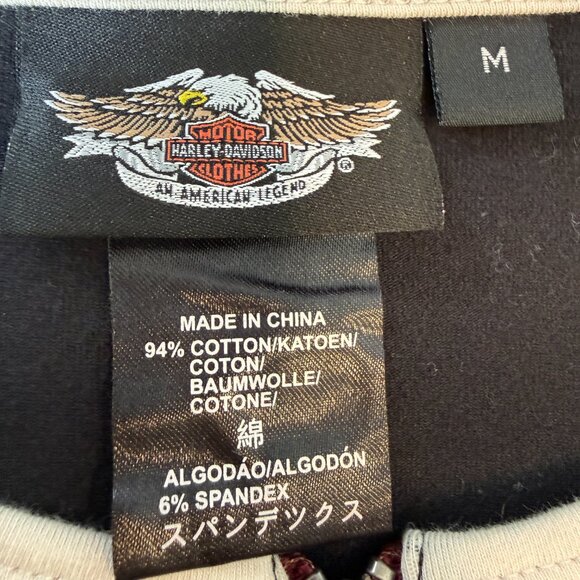 MOTOR
HARLEY-DAVIDSON
CLOTHES
®
AN AMERICAN LEGEND
M
MADE IN CHINA
94% COTTON/KATOEN/
COTON/
BAUMWOLLE/
COTONE/
綿
ALGODÁO/ALGODÓN
6% SPANDEX
スパンデックス